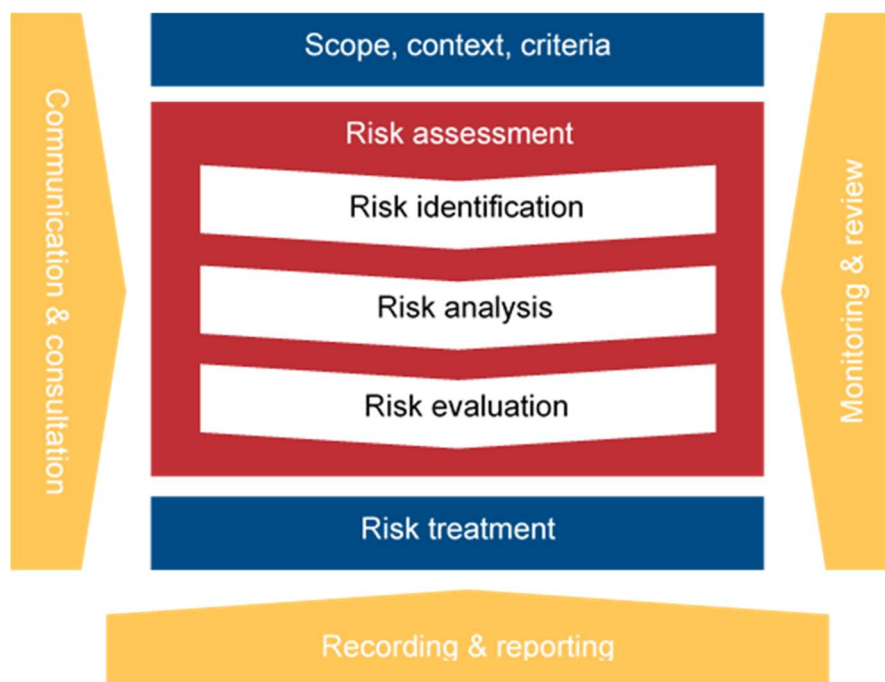 Scope, context, criteria
Communication & consultation
Risk assessment
Risk identification
Risk analysis
Risk evaluation
Monitoring & review
Risk treatment
Recording & reporting